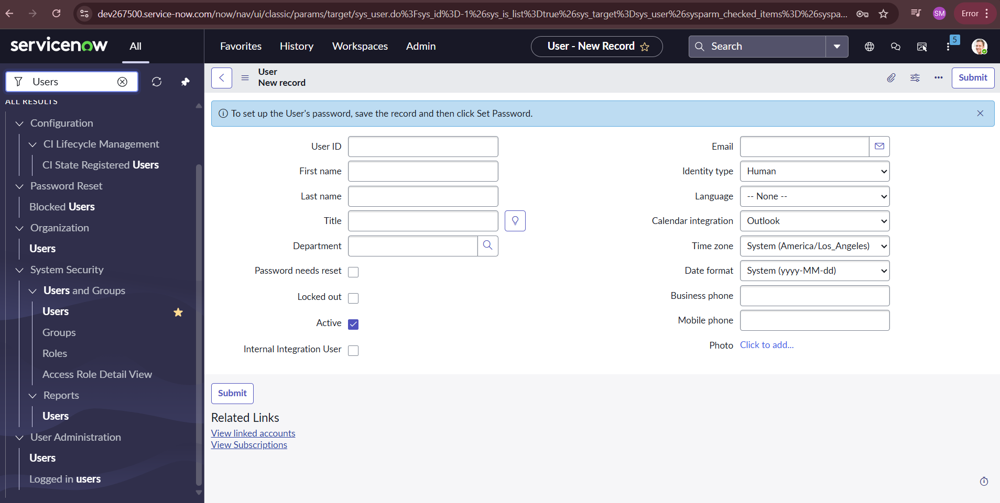 dev267500.service-now.com/now/nav/ui/classic/params/target/sys_user.do%3Fsys_id%3D-1%26sys_is_list%3Dtrue%26sys_target%3Dsys_user%26sysparm_checked_items%3D%26syspa...
SM
Error
servicenow
All
Favorites
History
Workspaces
Admin
User - New Record
Search
5
Users
ALL RESULTS
Configuration
CI Lifecycle Management
CI State Registered Users
Password Reset
Blocked Users
Organization
Users
System Security
Users and Groups
Users
Groups
Roles
Access Role Detail View
Reports
Users
User Administration
Users
Logged in users
User
New record
Submit
To set up the User's password, save the record and then click Set Password.
User ID
First name
Last name
Title
Department
Password needs reset
Locked out
Active
Internal Integration User
Email
Identity type Human
Language -- None --
Calendar integration Outlook
Time zone System (America/Los_Angeles)
Date format System (yyyy-MM-dd)
Business phone
Mobile phone
Photo Click to add...
Submit
Related Links
View linked accounts
View Subscriptions